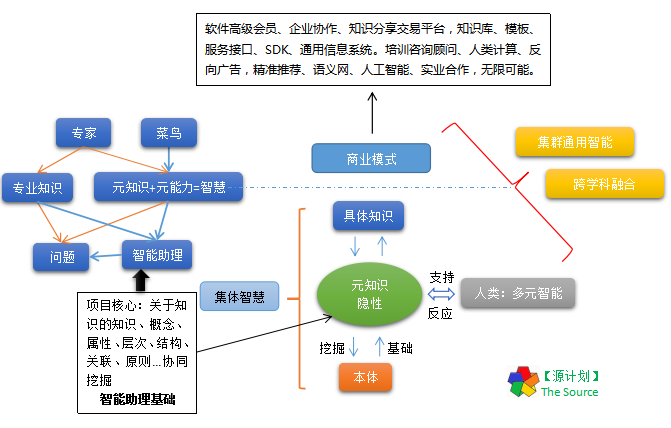 软件高级会员、企业协作、知识分享交易平台，知识库、模板、
服务接口、SDK、通用信息系统。培训咨询顾问、人类计算、反
向广告，精准推荐、语义网、人工智能、实业合作，无限可能。
专家
菜鸟
商业模式
集群通用智能
跨学科融合
专业知识
元知识+元能力=智慧
具体知识
问题
智能助理
集体智慧
元知识
隐性
支持
反应
人类：多元智能
项目核心：关于知
识的知识、概念、
属性、层次、结构、
关联、原则...协同
挖掘
智能助理基础
挖掘
基础
本体
【源计划】
The Source